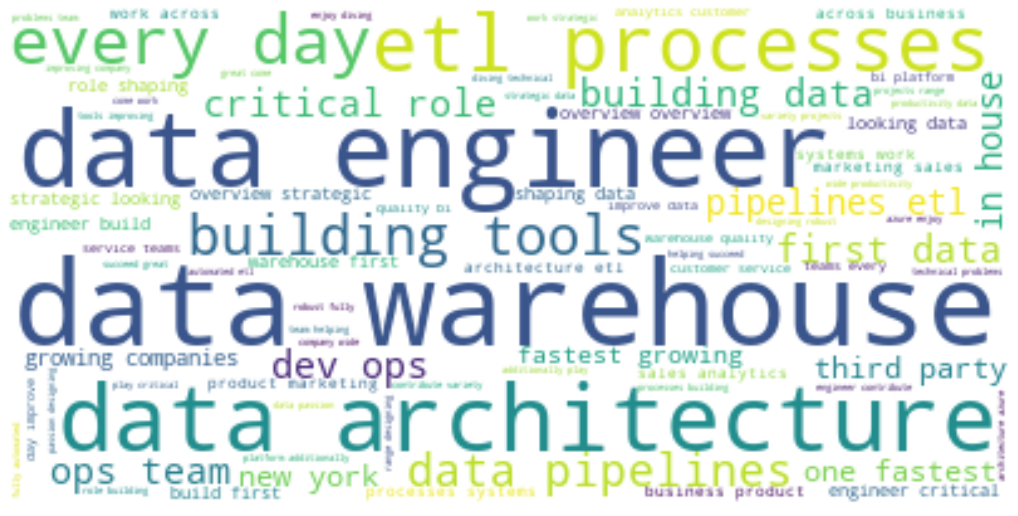 problems team
work across
enjoy diving
work strategic
analytics customer
across business
every day
etl processes
improving company
great come
diving technical
bi platform
role shaping
strategic data
building data
projects range
come work
critical role
productivity data
tools improving
overview overview
variety projects
looking data
in house
data engineer
systems work
marketing sales
strategic looking
overview strategic
shaping data
code productivity
quality bi
improve data
pipelines etl
engineer build
building tools
designing robust
azure enjoy
service teams
warehouse quality
first data
helping succeed
succeed great
automated etl
warehouse first
architecture etl
customer service
teams every
technical problems
data warehouse
robust fully
team helping
company wide
growing companies
dev ops
fastest growing
additionally play
sales analytics
third party
day improve
passion designing
play critical
product marketing
contribute variety
processes building
engineer contribute
data architecture
data passion
range designing
architecture azure
fully automated
ops team
platform additionally
new york
data pipelines
one fastest
role building
build first
processes systems
business product
engineer critical